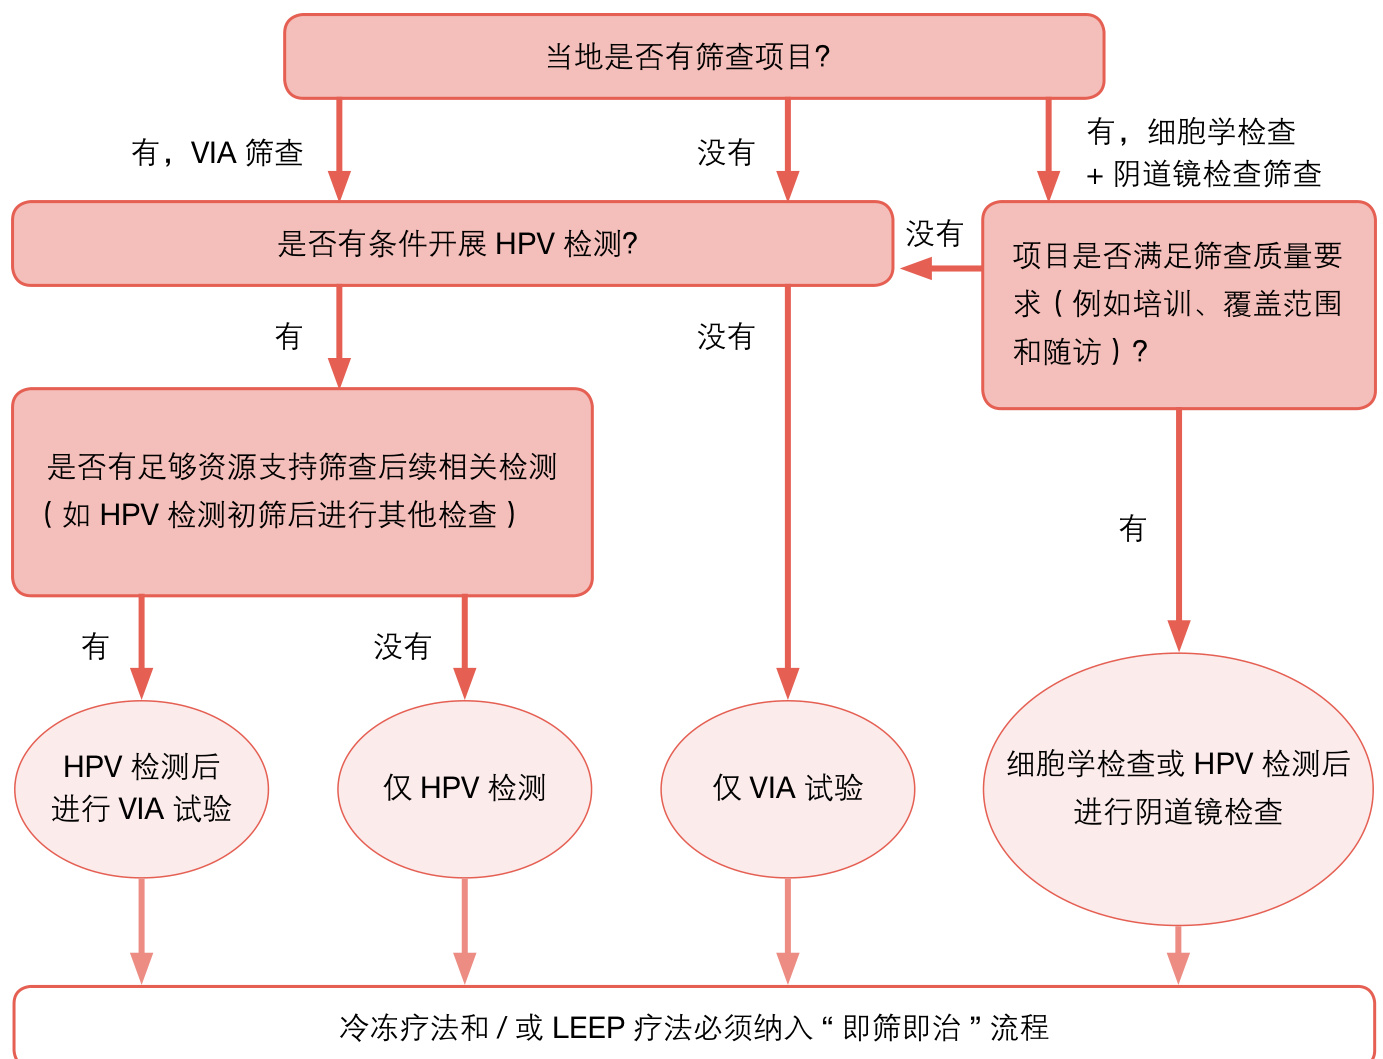 当地是否有筛查项目?
有，VIA 筛查
没有
有，细胞学检查
+ 阴道镜检查筛查
是否有条件开展 HPV 检测?
没有
项目是否满足筛查质量要
求（例如培训、覆盖范围
和随访）?
有
没有
是否有足够资源支持筛查后续相关检测
（如 HPV 检测初筛后进行其他检查）
有
有
没有
HPV 检测后
进行 VIA 试验
仅 HPV 检测
仅 VIA 试验
细胞学检查或 HPV 检测后
进行阴道镜检查
冷冻疗法和 / 或 LEEP 疗法必须纳入“即筛即治”流程